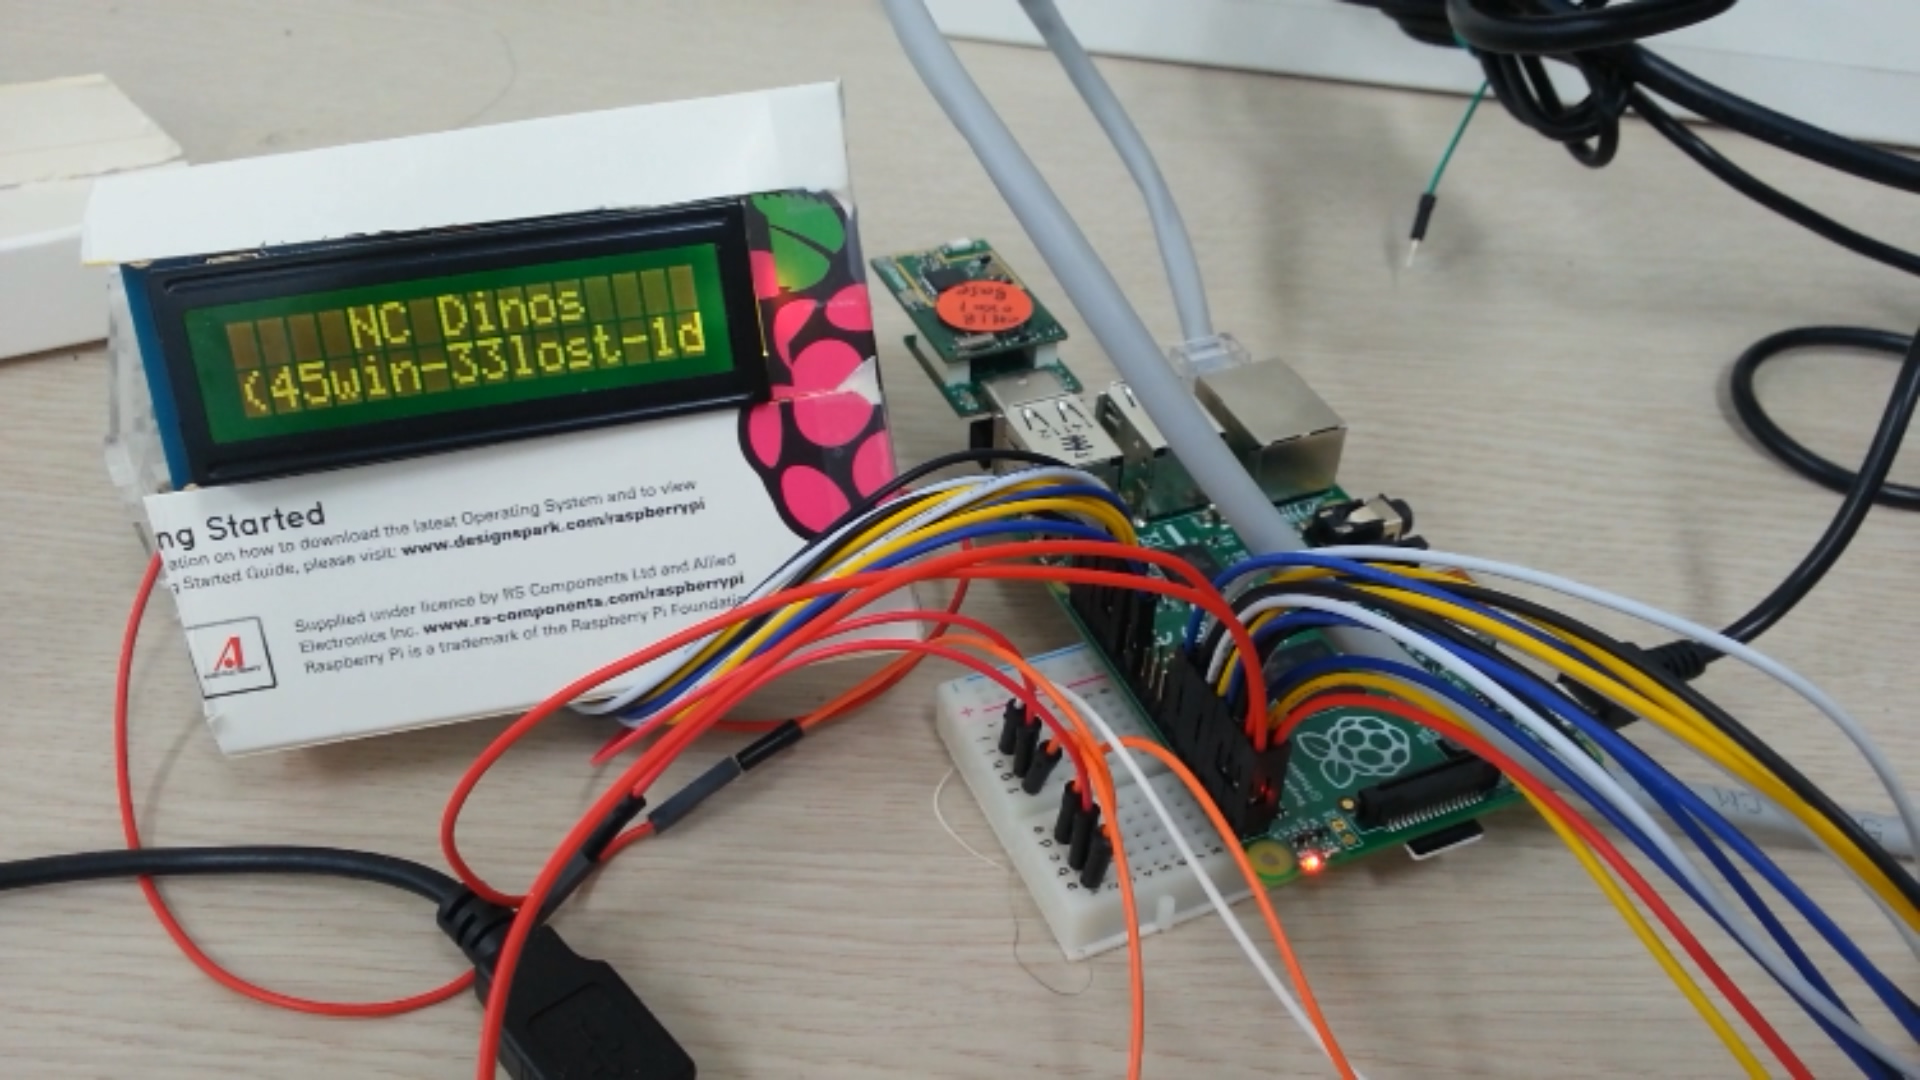 NC Dinos
(45win-33lost-1d
ng Started
ation on how to download the latest Operating System and to view
g Started Guide, please visit: www.designspark.com/raspberrypi
Supplied under licence by RS Components Ltd and Allied
Electronics Inc. www.rs-components.com/raspberrypi
Raspberry Pi is a trademark of the Raspberry Pi Foundatio
A
Base